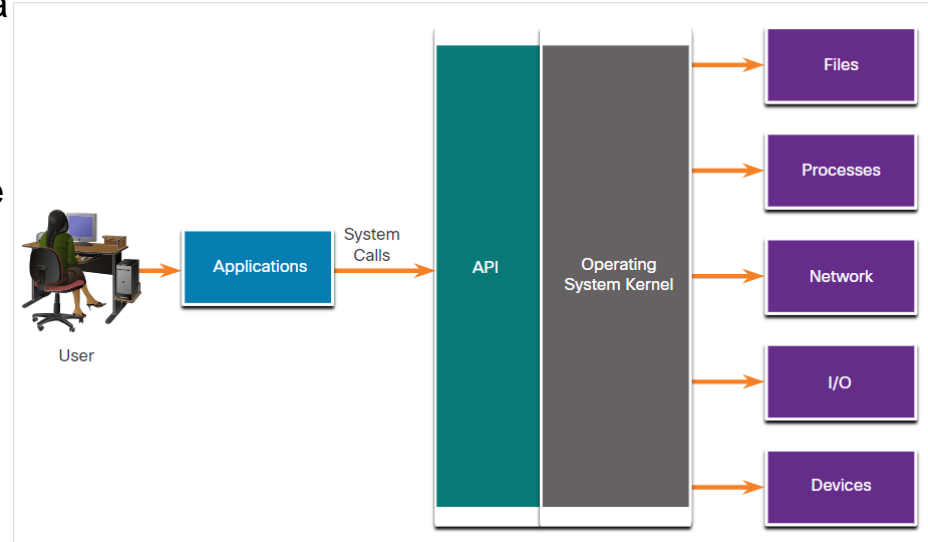 a
e
User
Applications
System
Calls
API
Operating
System Kernel
Files
Processes
Network
I/O
Devices